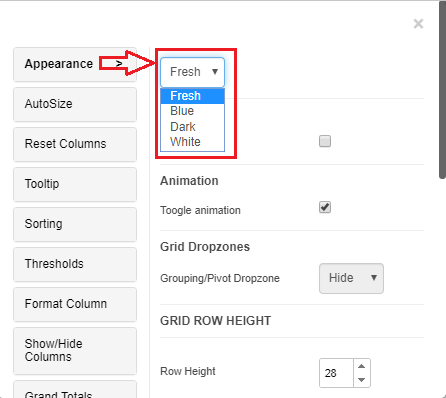 ×
Appearance >
AutoSize
Reset Columns
Tooltip
Sorting
Thresholds
Format Column
Show/Hide
Columns
Grand Totals
Fresh
Fresh
Blue
Dark
White
Animation
Toogle animation
Grid Dropzones
Grouping/Pivot Dropzone Hide
GRID ROW HEIGHT
Row Height 28